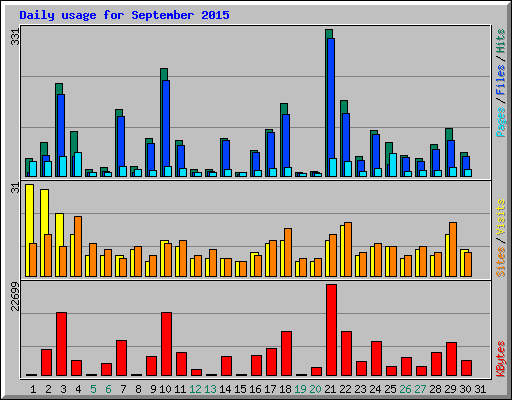 Daily usage for September 2015
331
Pages / Files / Hits
31
Sites / Visits
22699
KBytes
1 2 3 4 5 6 7 8 9 10 11 12 13 14 15 16 17 18 19 20 21 22 23 24 25 26 27 28 29 30 31